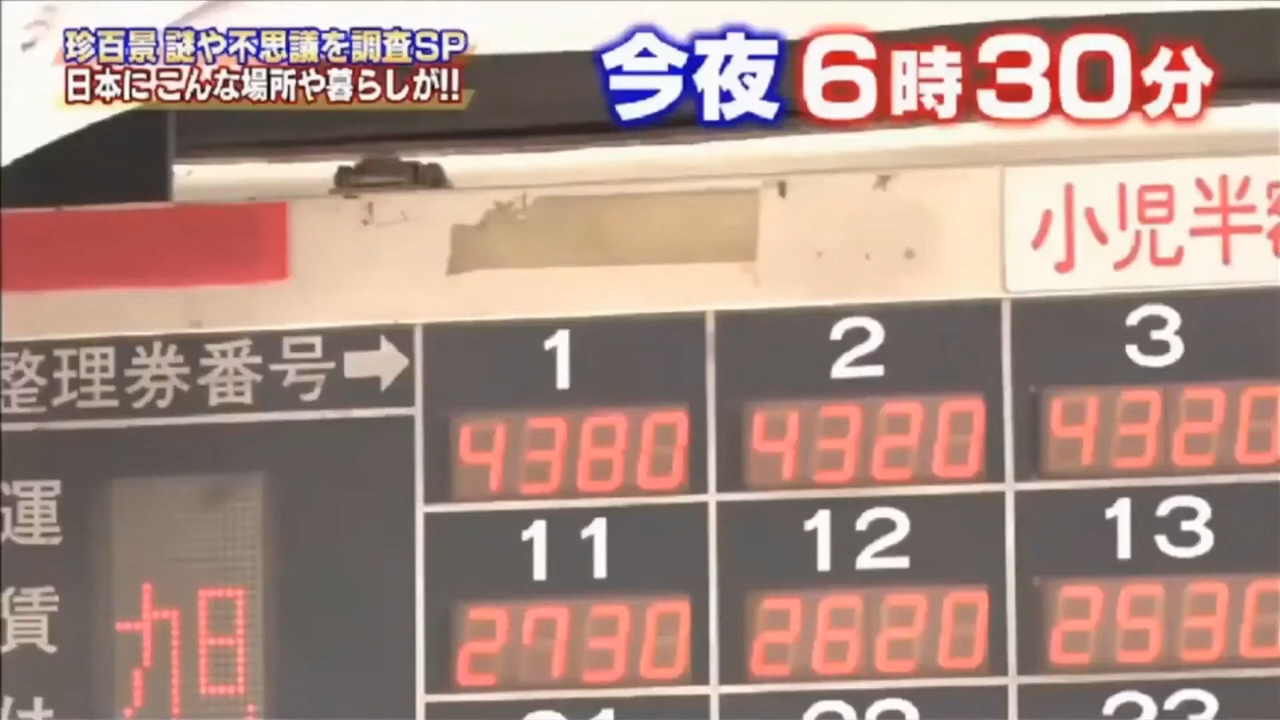 珍百景 謎や不思議を調査SP
日本にこんな場所や暮らしが!!
今夜6時30分
小児半
整理券番号➡
1 2 3
4380 4320 4320
11 12 13
2730 2620 2530
運賃
旭